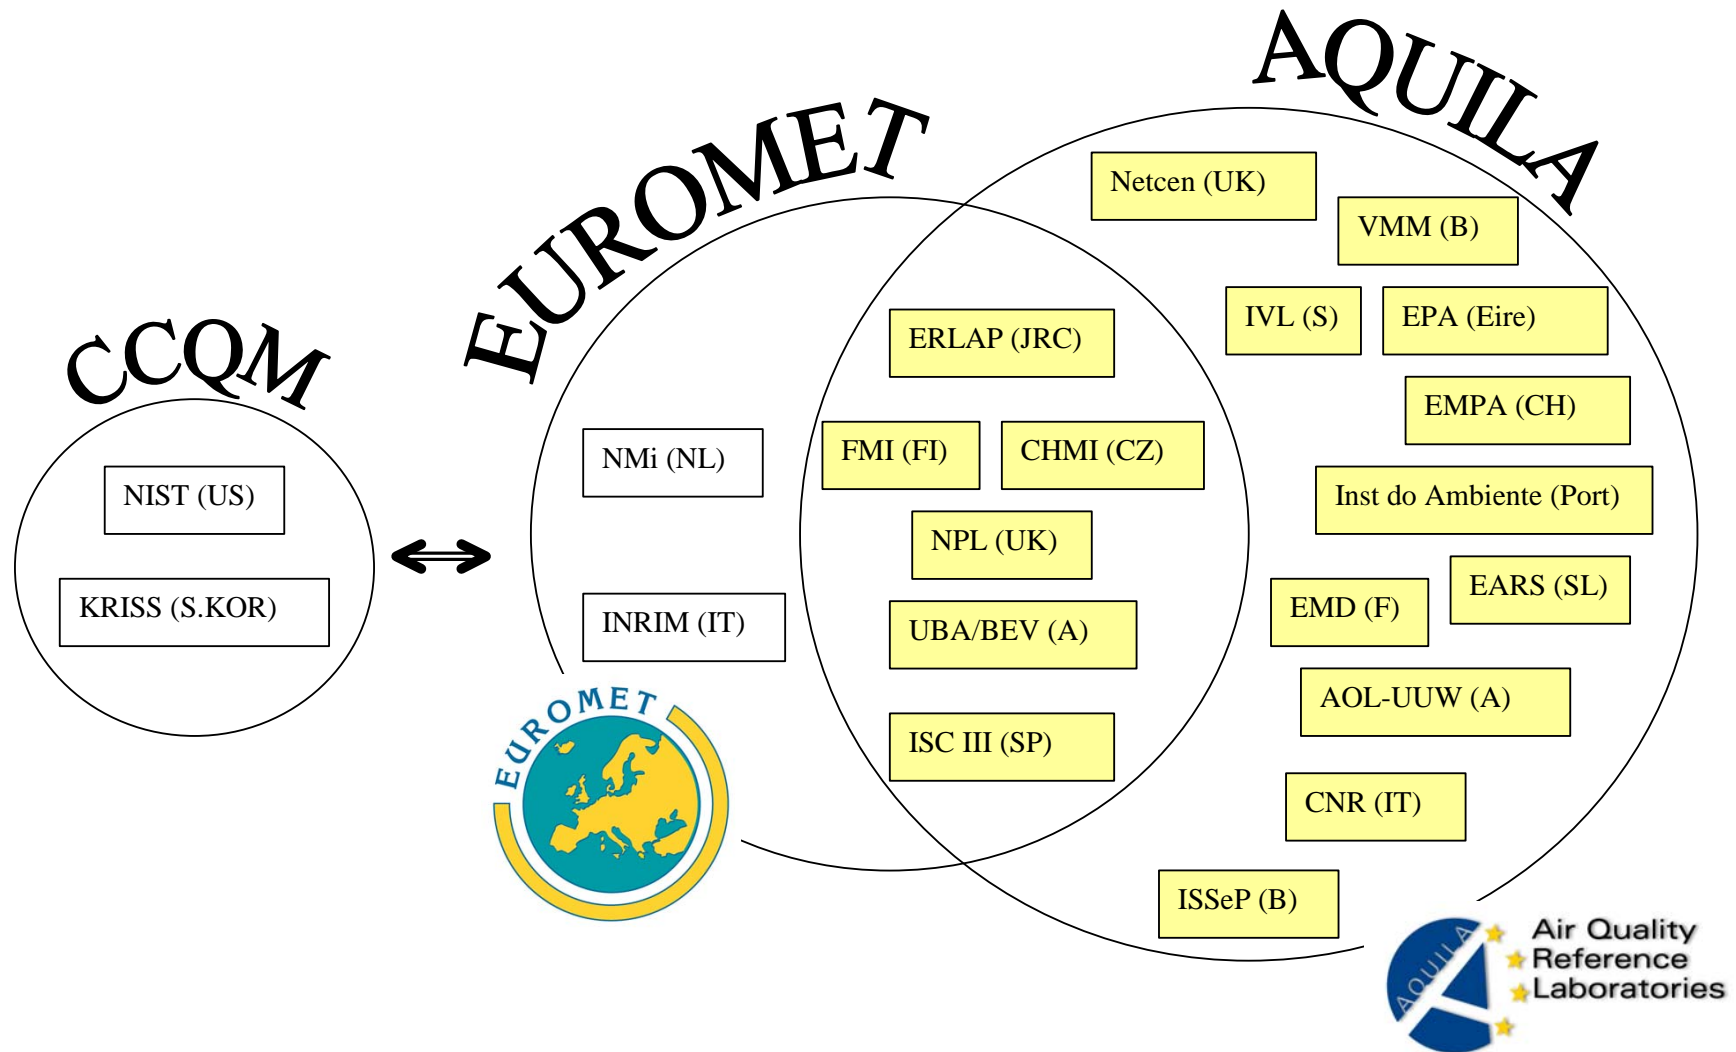 CCQM
NIST (US)
KRISS (S.KOR)
EUROMET
NMi (NL)
INRIM (IT)
EUROMET
ERLAP (JRC)
FMI (FI)
CHMI (CZ)
NPL (UK)
UBA/BEV (A)
ISC III (SP)
AQUILA
Netcen (UK)
VMM (B)
IVL (S)
EPA (Eire)
EMPA (CH)
Inst do Ambiente (Port)
EARS (SL)
EMD (F)
AOL-UUW (A)
CNR (IT)
ISSeP (B)
AQUILA
Air Quality
Reference
Laboratories